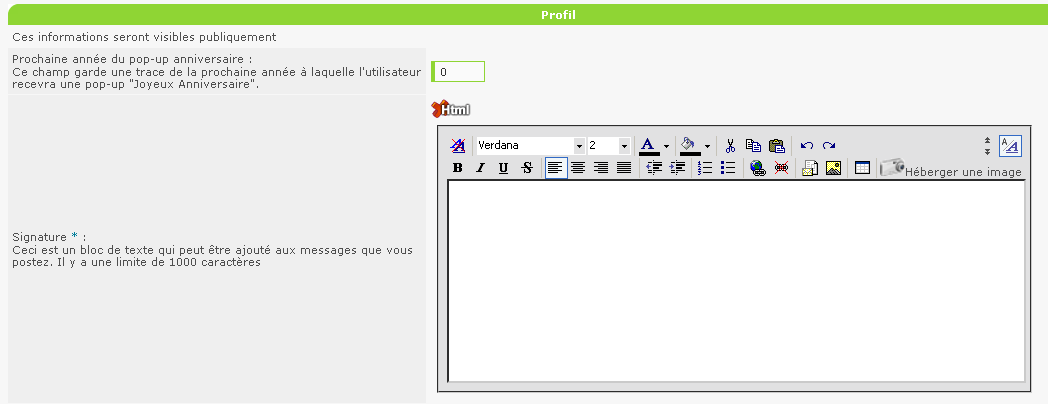 Profil
Ces informations seront visibles publiquement
Prochaine année du pop-up anniversaire :
Ce champ garde une trace de la prochaine année à laquelle l'utilisateur
recevra une pop-up "Joyeux Anniversaire".
0
Html
Verdana 2 A A
B I U S Héberger une image
Signature * :
Ceci est un bloc de texte qui peut être ajouté aux messages que vous
postez. Il y a une limite de 1000 caractères